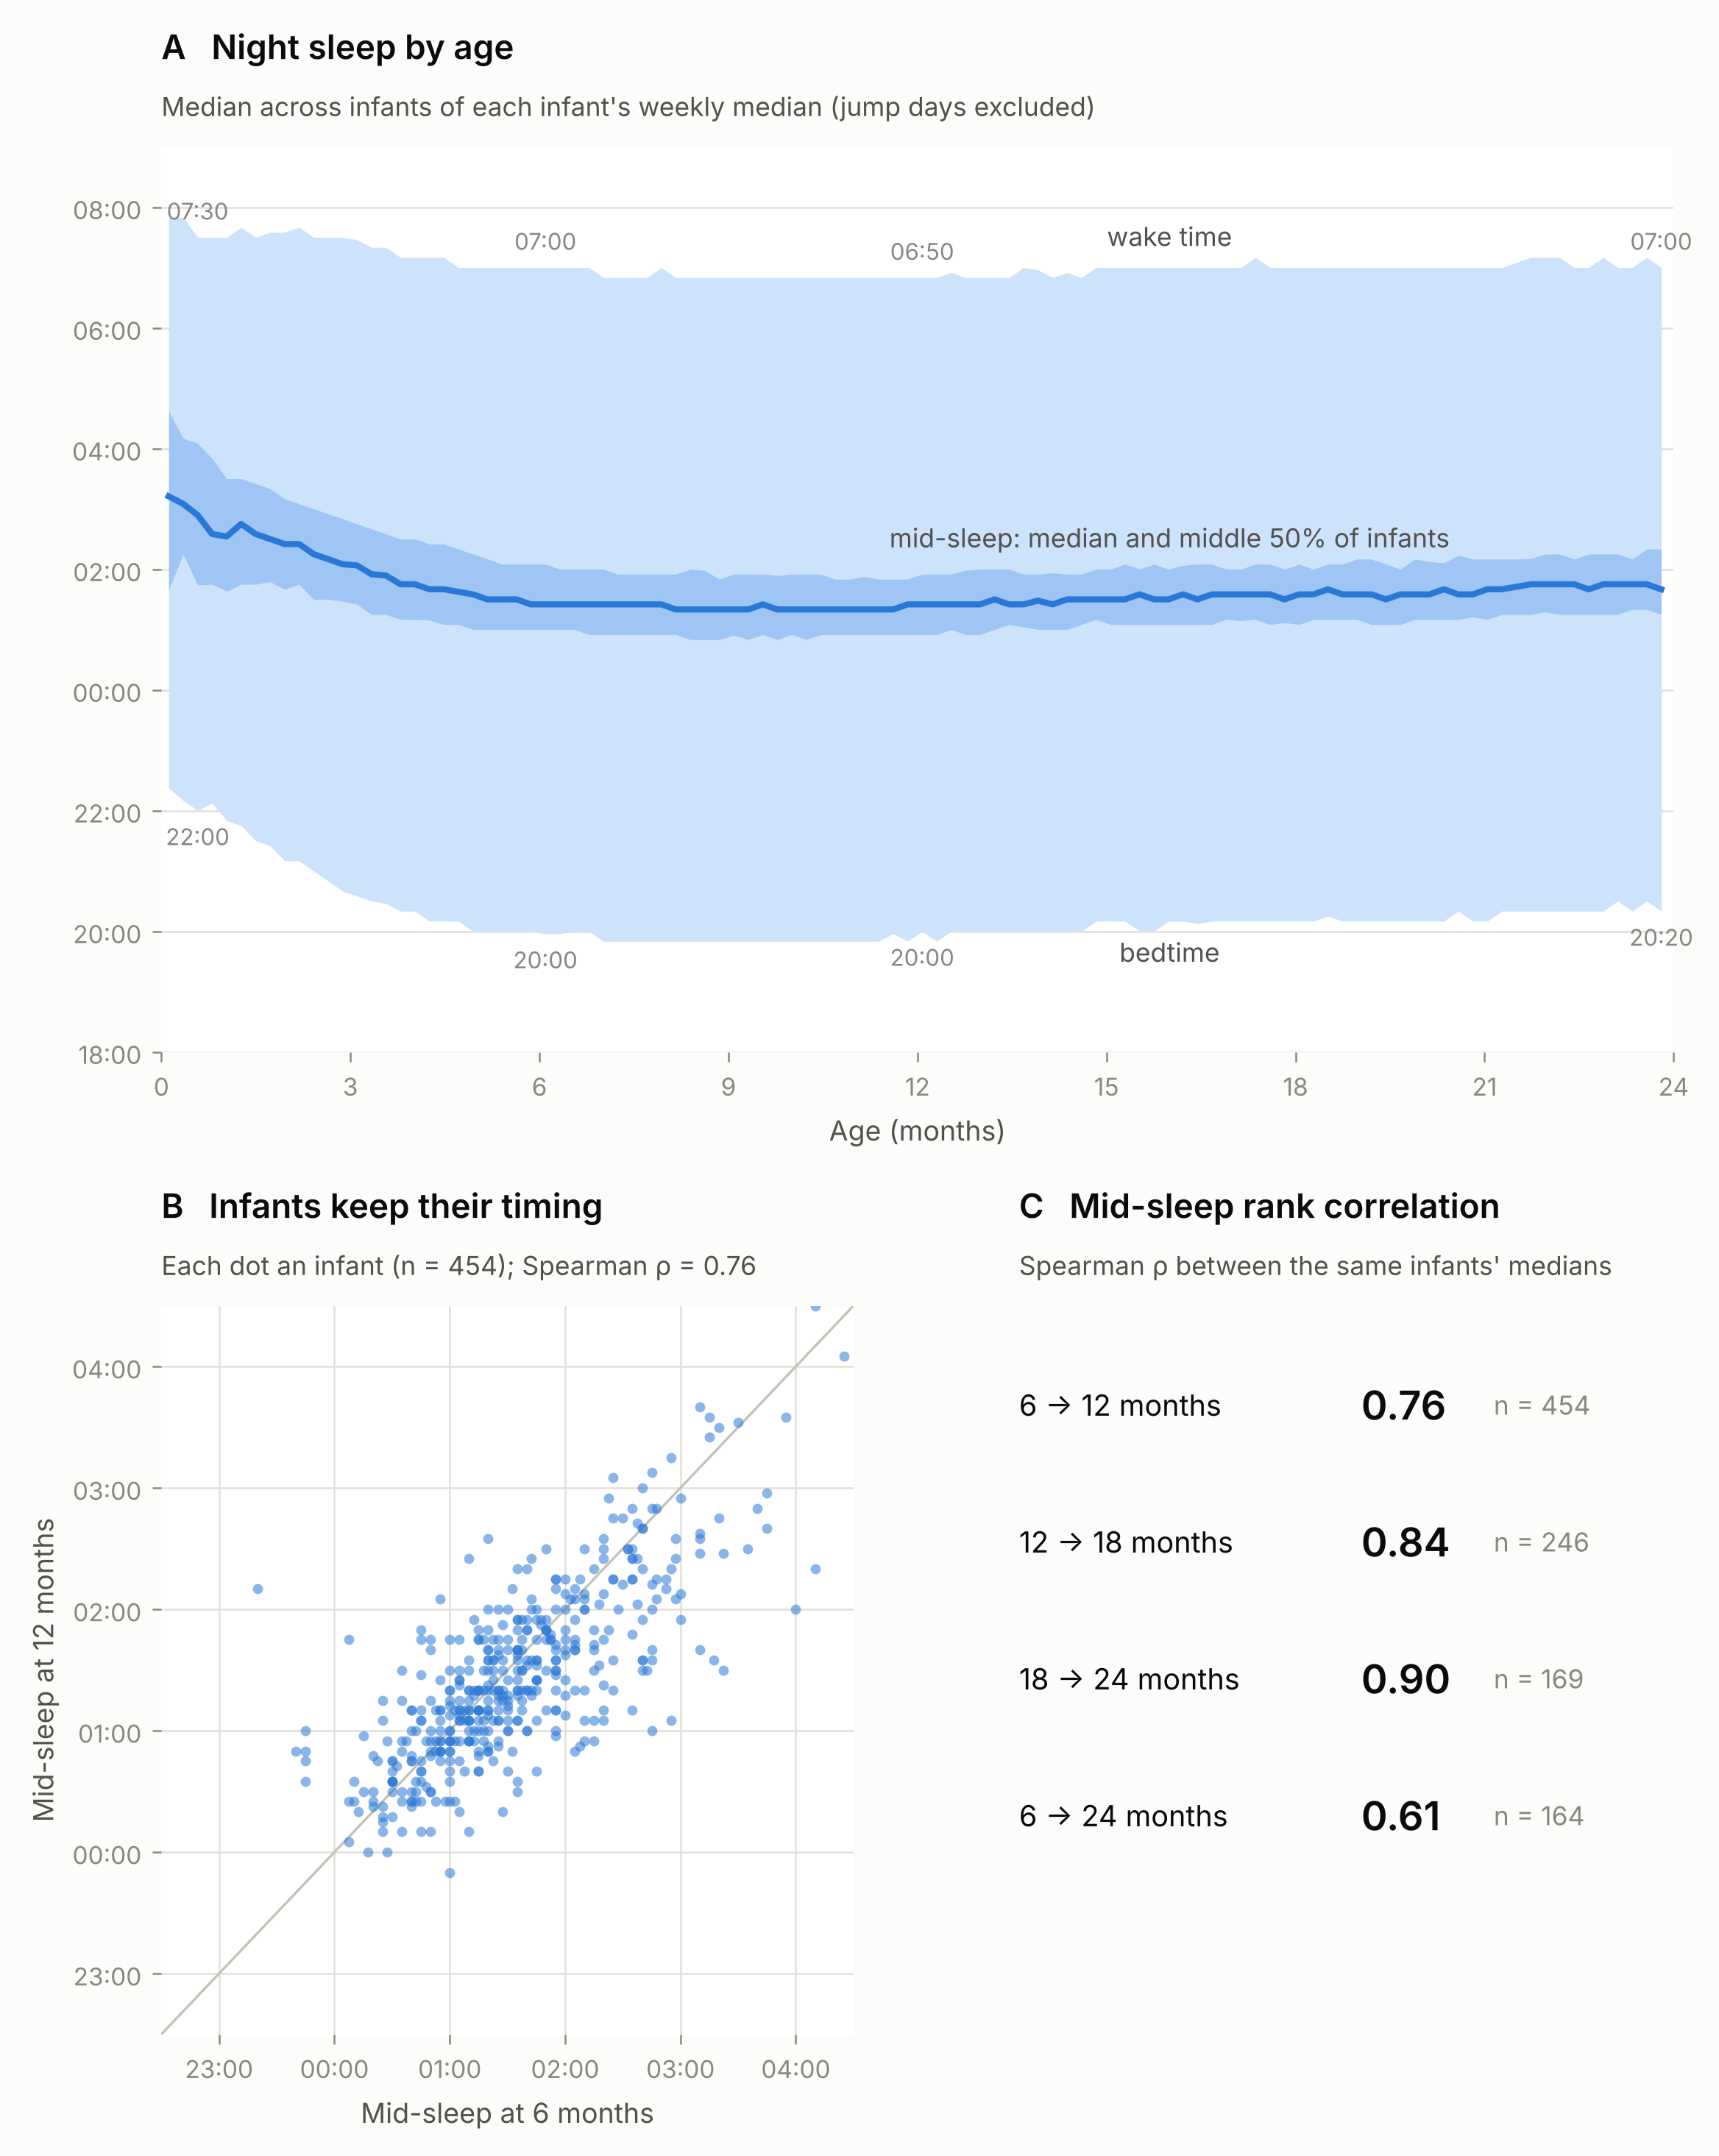 A Night sleep by age
Median across infants of each infant's weekly median (jump days excluded)
08:00
07:30
07:00
06:50
wake time
07:00
06:00
04:00
mid-sleep: median and middle 50% of infants
02:00
00:00
22:00
22:00
20:00
20:00
20:00
bedtime
20:20
18:00
0 3 6 9 12 15 18 21 24
Age (months)
B Infants keep their timing
Each dot an infant (n = 454); Spearman ρ = 0.76
04:00
03:00
02:00
01:00
00:00
23:00
Mid-sleep at 12 months
23:00 00:00 01:00 02:00 03:00 04:00
Mid-sleep at 6 months
C Mid-sleep rank correlation
Spearman ρ between the same infants' medians
6 → 12 months 0.76 n = 454
12 → 18 months 0.84 n = 246
18 → 24 months 0.90 n = 169
6 → 24 months 0.61 n = 164